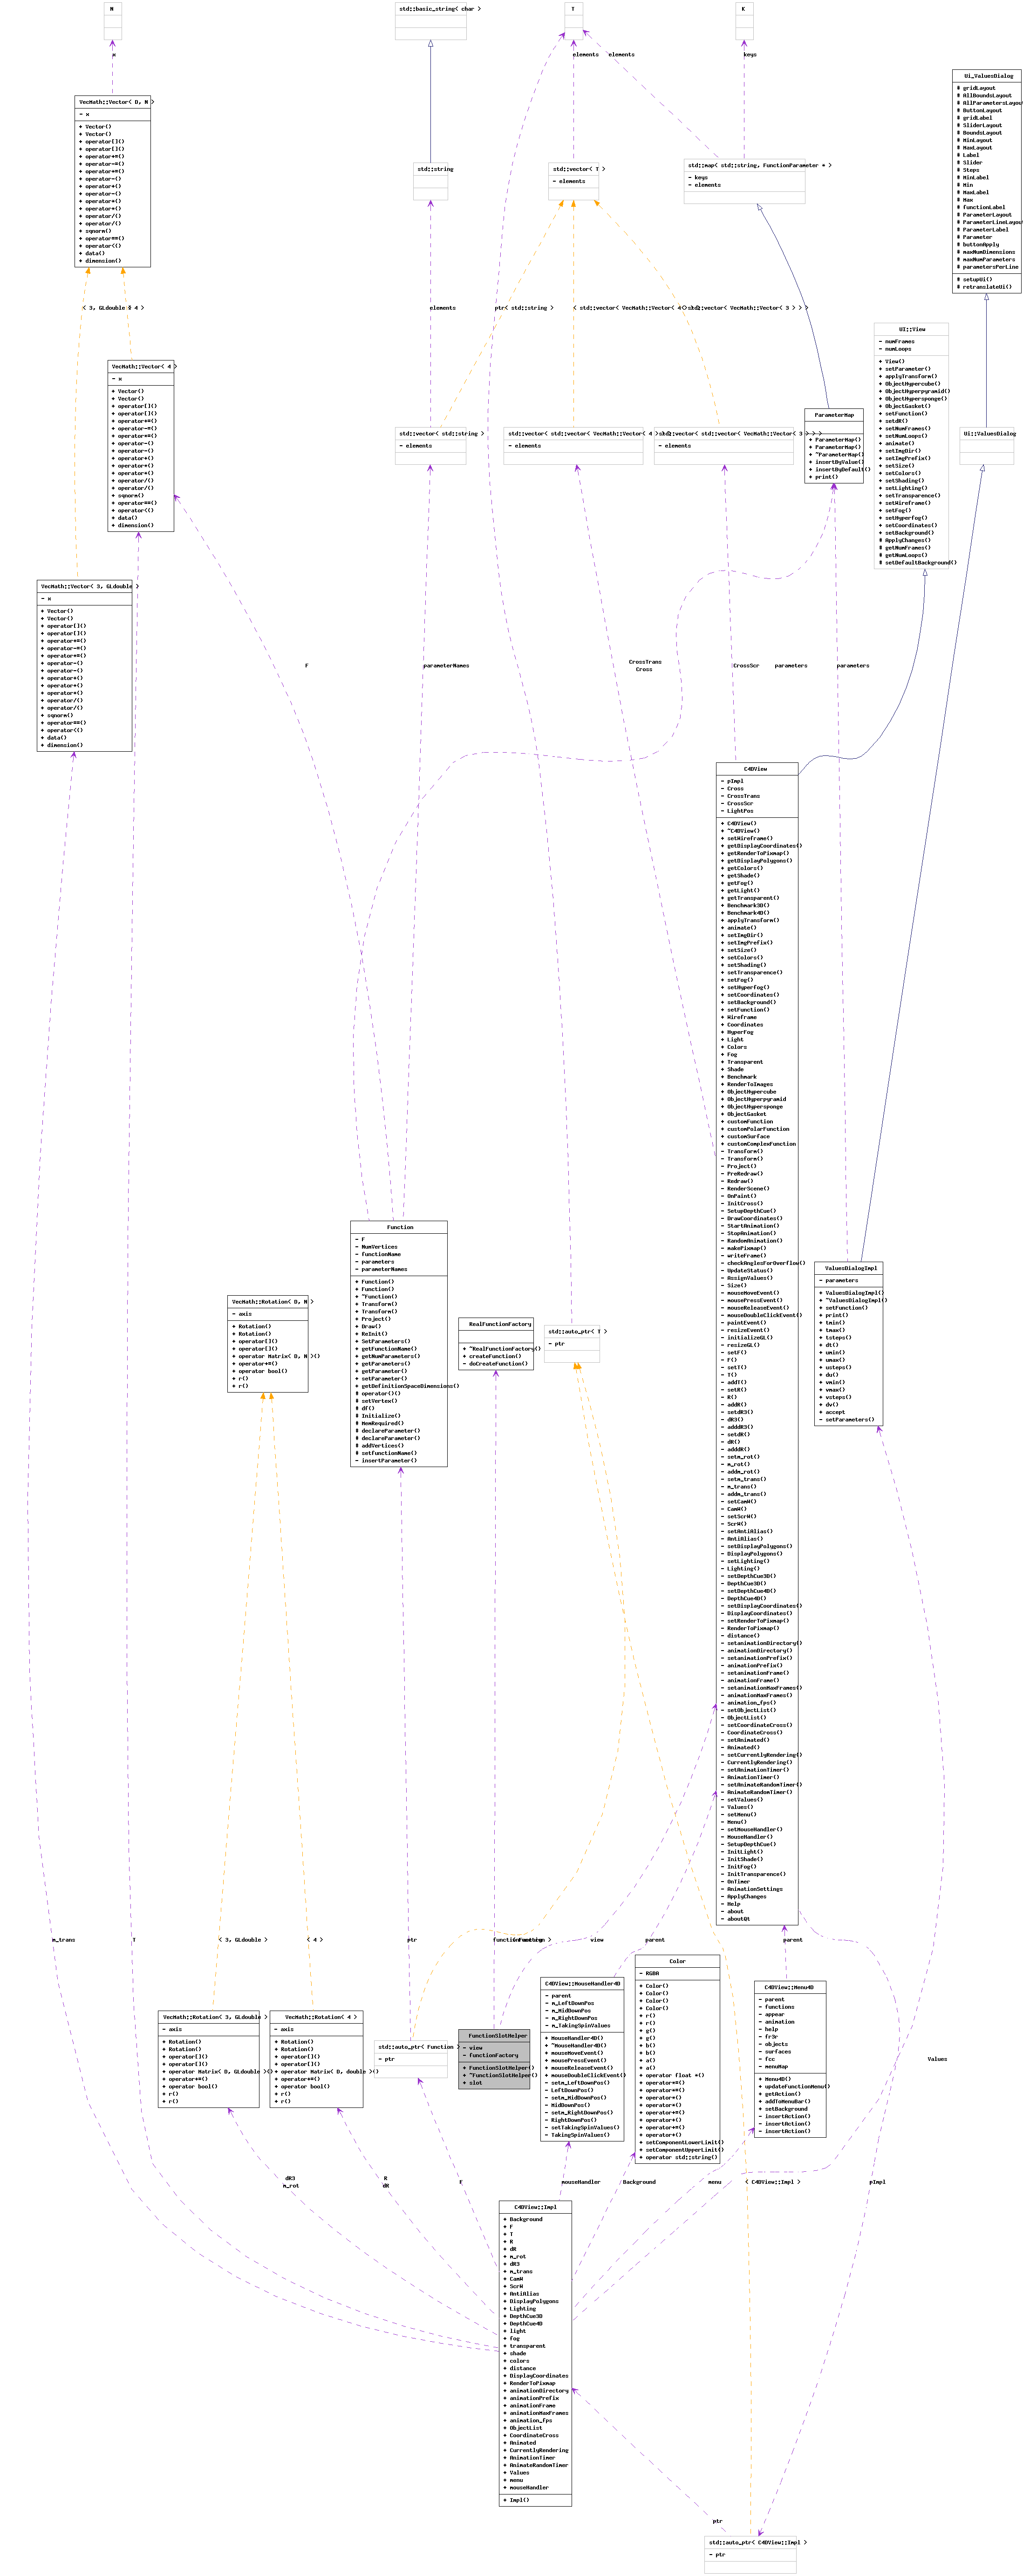 N
std::basic_string< char >
T
K
w
elements
elements
keys
Ui_ValuesDialog
# gridLayout
# AllBoundsLayout
# AllParametersLayout
# ButtonLayout
# gridLabel
# SliderLayout
# BoundsLayout
# MinLayout
# MaxLayout
# Label
# Slider
# Steps
# MinLabel
# Min
# MaxLabel
# Max
# functionLabel
# ParameterLayout
# ParameterLineLayout
# ParameterLabel
# Parameter
# buttonApply
# maxNumDimensions
# maxNumParameters
# parametersPerLine
# setupUi()
# retranslateUi()
VecMath::Vector< D, N >
- x
+ Vector()
+ Vector()
+ operator[]()
+ operator[]()
+ operator+=()
+ operator-=()
+ operator*=()
+ operator-()
+ operator+()
+ operator-()
+ operator*()
+ operator*()
+ operator/()
+ operator/()
+ sqnorm()
+ operator==()
+ operator<()
+ data()
+ dimension()
std::string
std::vector< T >
- elements
std::map< std::string, FunctionParameter * >
- keys
- elements
< 3, GLdouble >
< 4 >
elements
ptr< std::string >
< std::vector< VecMath::Vector< 4 > > >
< std::vector< VecMath::Vector< 3 > > >
UI::View
- numFrames
- numLoops
+ View()
+ setParameter()
+ applyTransform()
+ ObjectHypercube()
+ ObjectHyperpyramid()
+ ObjectHypersponge()
+ ObjectGasket()
+ setFunction()
+ setdR()
+ setNumFrames()
+ setNumLoops()
+ animate()
+ setImgDir()
+ setImgPrefix()
+ setSize()
+ setColors()
+ setShading()
+ setLighting()
+ setTransparence()
+ setWireframe()
+ setFog()
+ setHyperfog()
+ setCoordinates()
+ setBackground()
# ApplyChanges()
# getNumFrames()
# getNumLoops()
# setDefaultBackground()
VecMath::Vector< 4 >
- x
+ Vector()
+ Vector()
+ operator[]()
+ operator[]()
+ operator+=()
+ operator-=()
+ operator*=()
+ operator-()
+ operator-()
+ operator+()
+ operator*()
+ operator*()
+ operator/()
+ operator/()
+ sqnorm()
+ operator==()
+ operator<()
+ data()
+ dimension()
std::vector< std::string >
- elements
std::vector< std::vector< VecMath::Vector< 4 > > >
- elements
std::vector< std::vector< VecMath::Vector< 3 > > >
- elements
ParameterMap
+ ParameterMap()
+ ParameterMap()
+ ~ParameterMap()
+ insertByValue()
+ insertByDefault()
+ print()
Ui::ValuesDialog
VecMath::Vector< 3, GLdouble >
- x
+ Vector()
+ Vector()
+ operator[]()
+ operator[]()
+ operator+=()
+ operator-=()
+ operator*=()
+ operator-()
+ operator-()
+ operator*()
+ operator+()
+ operator*()
+ operator/()
+ operator/()
+ sqnorm()
+ operator==()
+ operator<()
+ data()
+ dimension()
F
parameterNames
CrossTrans
Cross
CrossScr
parameters
parameters
C4DView
- pImpl
- Cross
- CrossTrans
- CrossScr
- LightPos
+ C4DView()
+ ~C4DView()
+ setWireframe()
+ getDisplayCoordinates()
+ getRenderToPixmap()
+ getDisplayPolygons()
+ getColors()
+ getShade()
+ getFog()
+ getLight()
+ getTransparent()
+ Benchmark3D()
+ Benchmark4D()
+ applyTransform()
+ animate()
+ setImgDir()
+ setImgPrefix()
+ setSize()
+ setColors()
+ setShading()
+ setTransparence()
+ setFog()
+ setHyperfog()
+ setCoordinates()
+ setBackground()
+ setFunction()
+ Wireframe
+ Coordinates
+ HyperFog
+ Light
+ Colors
+ Fog
+ Transparent
+ Shade
+ Benchmark
+ RenderToImages
+ ObjectHypercube
+ ObjectHyperpyramid
+ ObjectHypersponge
+ ObjectGasket
+ customFunction
+ customPolarFunction
+ customSurface
+ customComplexFunction
- Transform()
- Transform()
- Project()
- PreRedraw()
- Redraw()
- RenderScene()
- OnPaint()
- InitCross()
- SetupDepthCue()
- DrawCoordinates()
- StartAnimation()
- StopAnimation()
- RandomAnimation()
- makePixmap()
- writeFrame()
- checkAnglesForOverflow()
- UpdateStatus()
- AssignValues()
- Size()
- mouseMoveEvent()
- mousePressEvent()
- mouseReleaseEvent()
- mouseDoubleClickEvent()
- paintEvent()
- resizeEvent()
- initializeGL()
- resizeGL()
- setF()
- F()
- setT()
- T()
- addT()
- setR()
- R()
- addR()
- setdR3()
- dR3()
- adddR3()
- setdR()
- dR()
- adddR()
- setm_rot()
- m_rot()
- addm_rot()
- setm_trans()
- m_trans()
- addm_trans()
- setCamW()
- CamW()
- setScrW()
- ScrW()
- setAntiAlias()
- AntiAlias()
- setDisplayPolygons()
- DisplayPolygons()
- setLighting()
- Lighting()
- setDepthCue3D()
- DepthCue3D()
- setDepthCue4D()
- DepthCue4D()
- setDisplayCoordinates()
- DisplayCoordinates()
- setRenderToPixmap()
- RenderToPixmap()
- distance()
- setanimationDirectory()
- animationDirectory()
- setanimationPrefix()
- animationPrefix()
- setanimationFrame()
- animationFrame()
- setanimationMaxFrames()
- animationMaxFrames()
- animation_fps()
- setObjectList()
- ObjectList()
- setCoordinateCross()
- CoordinateCross()
- setAnimated()
- Animated()
- setCurrentlyRendering()
- CurrentlyRendering()
- setAnimationTimer()
- AnimationTimer()
- setAnimateRandomTimer()
- AnimateRandomTimer()
- setValues()
- Values()
- setMenu()
- Menu()
- setMouseHandler()
- MouseHandler()
- SetupDepthCue()
- InitLight()
- InitShade()
- InitFog()
- InitTransparence()
- OnTimer
- AnimationSettings
- ApplyChanges
- Help
- about
- aboutQt
Function
- F
- NumVertices
- functionName
- parameters
- parameterNames
+ Function()
+ Function()
+ ~Function()
+ Transform()
+ Transform()
+ Project()
+ Draw()
+ ReInit()
+ SetParameters()
+ getFunctionName()
+ getNumParameters()
+ getParameters()
+ getParameter()
+ setParameter()
+ getDefinitionSpaceDimensions()
# operator()()
# setVertex()
# df()
# Initialize()
# MemRequired()
# declareParameter()
# declareParameter()
# addVertices()
# setfunctionName()
- insertParameter()
ValuesDialogImpl
- parameters
+ ValuesDialogImpl()
+ ~ValuesDialogImpl()
+ setFunction()
+ print()
+ tmin()
+ tmax()
+ tsteps()
+ dt()
+ umin()
+ umax()
+ usteps()
+ du()
+ vmin()
+ vmax()
+ vsteps()
+ dv()
# accept
- setParameters()
VecMath::Rotation< D, N >
- axis
+ Rotation()
+ Rotation()
+ operator[]()
+ operator[]()
+ operator Matrix< D, N >()
+ operator+=()
+ operator bool()
+ r()
+ r()
RealFunctionFactory
+ ~RealFunctionFactory()
+ createFunction()
- doCreateFunction()
std::auto_ptr< T >
- ptr
m_trans
T
< 3, GLdouble >
< 4 >
ptr
functionFactory
< Function >
view
parent
parent
Values
VecMath::Rotation< 3, GLdouble >
- axis
+ Rotation()
+ Rotation()
+ operator[]()
+ operator[]()
+ operator Matrix< D, GLdouble >()
+ operator+=()
+ operator bool()
+ r()
+ r()
VecMath::Rotation< 4 >
- axis
+ Rotation()
+ Rotation()
+ operator[]()
+ operator[]()
+ operator Matrix< D, double >()
+ operator+=()
+ operator bool()
+ r()
+ r()
std::auto_ptr< Function >
- ptr
FunctionSlotHelper
- view
- functionFactory
+ FunctionSlotHelper()
+ ~FunctionSlotHelper()
+ slot
C4DView::MouseHandler4D
- parent
- m_LeftDownPos
- m_MidDownPos
- m_RightDownPos
- m_TakingSpinValues
+ MouseHandler4D()
+ ~MouseHandler4D()
+ mouseMoveEvent()
+ mousePressEvent()
+ mouseReleaseEvent()
+ mouseDoubleClickEvent()
- setm_LeftDownPos()
- LeftDownPos()
- setm_MidDownPos()
- MidDownPos()
- setm_RightDownPos()
- RightDownPos()
- setTakingSpinValues()
- TakingSpinValues()
Color
- RGBA
+ Color()
+ Color()
+ Color()
+ Color()
+ r()
+ r()
+ g()
+ g()
+ b()
+ b()
+ a()
+ a()
+ operator float *()
+ operator+=()
+ operator*=()
+ operator+()
+ operator*()
+ operator*()
+ operator*=()
+ operator+()
+ operator+=()
+ operator+()
+ setComponentLowerLimit()
+ setComponentUpperLimit()
+ operator std::string()
C4DView::Menu4D
- parent
- functions
- appear
- animation
- help
- fr3r
- objects
- surfaces
- fcc
- menuMap
+ Menu4D()
+ updateFunctionMenu()
+ getAction()
+ addToMenuBar()
+ setBackground
- insertAction()
- insertAction()
- insertAction()
dR3
m_rot
R
dR
F
mouseHandler
Background
menu
< C4DView::Impl >
pImpl
C4DView::Impl
+ Background
+ F
+ T
+ R
+ dR
+ m_rot
+ dR3
+ m_trans
+ CamW
+ ScrW
+ AntiAlias
+ DisplayPolygons
+ Lighting
+ DepthCue3D
+ DepthCue4D
+ light
+ fog
+ transparent
+ shade
+ colors
+ distance
+ DisplayCoordinates
+ RenderToPixmap
+ animationDirectory
+ animationPrefix
+ animationFrame
+ animationMaxFrames
+ animation_fps
+ ObjectList
+ CoordinateCross
+ Animated
+ CurrentlyRendering
+ AnimationTimer
+ AnimateRandomTimer
+ Values
+ menu
+ mouseHandler
+ Impl()
ptr
std::auto_ptr< C4DView::Impl >
- ptr